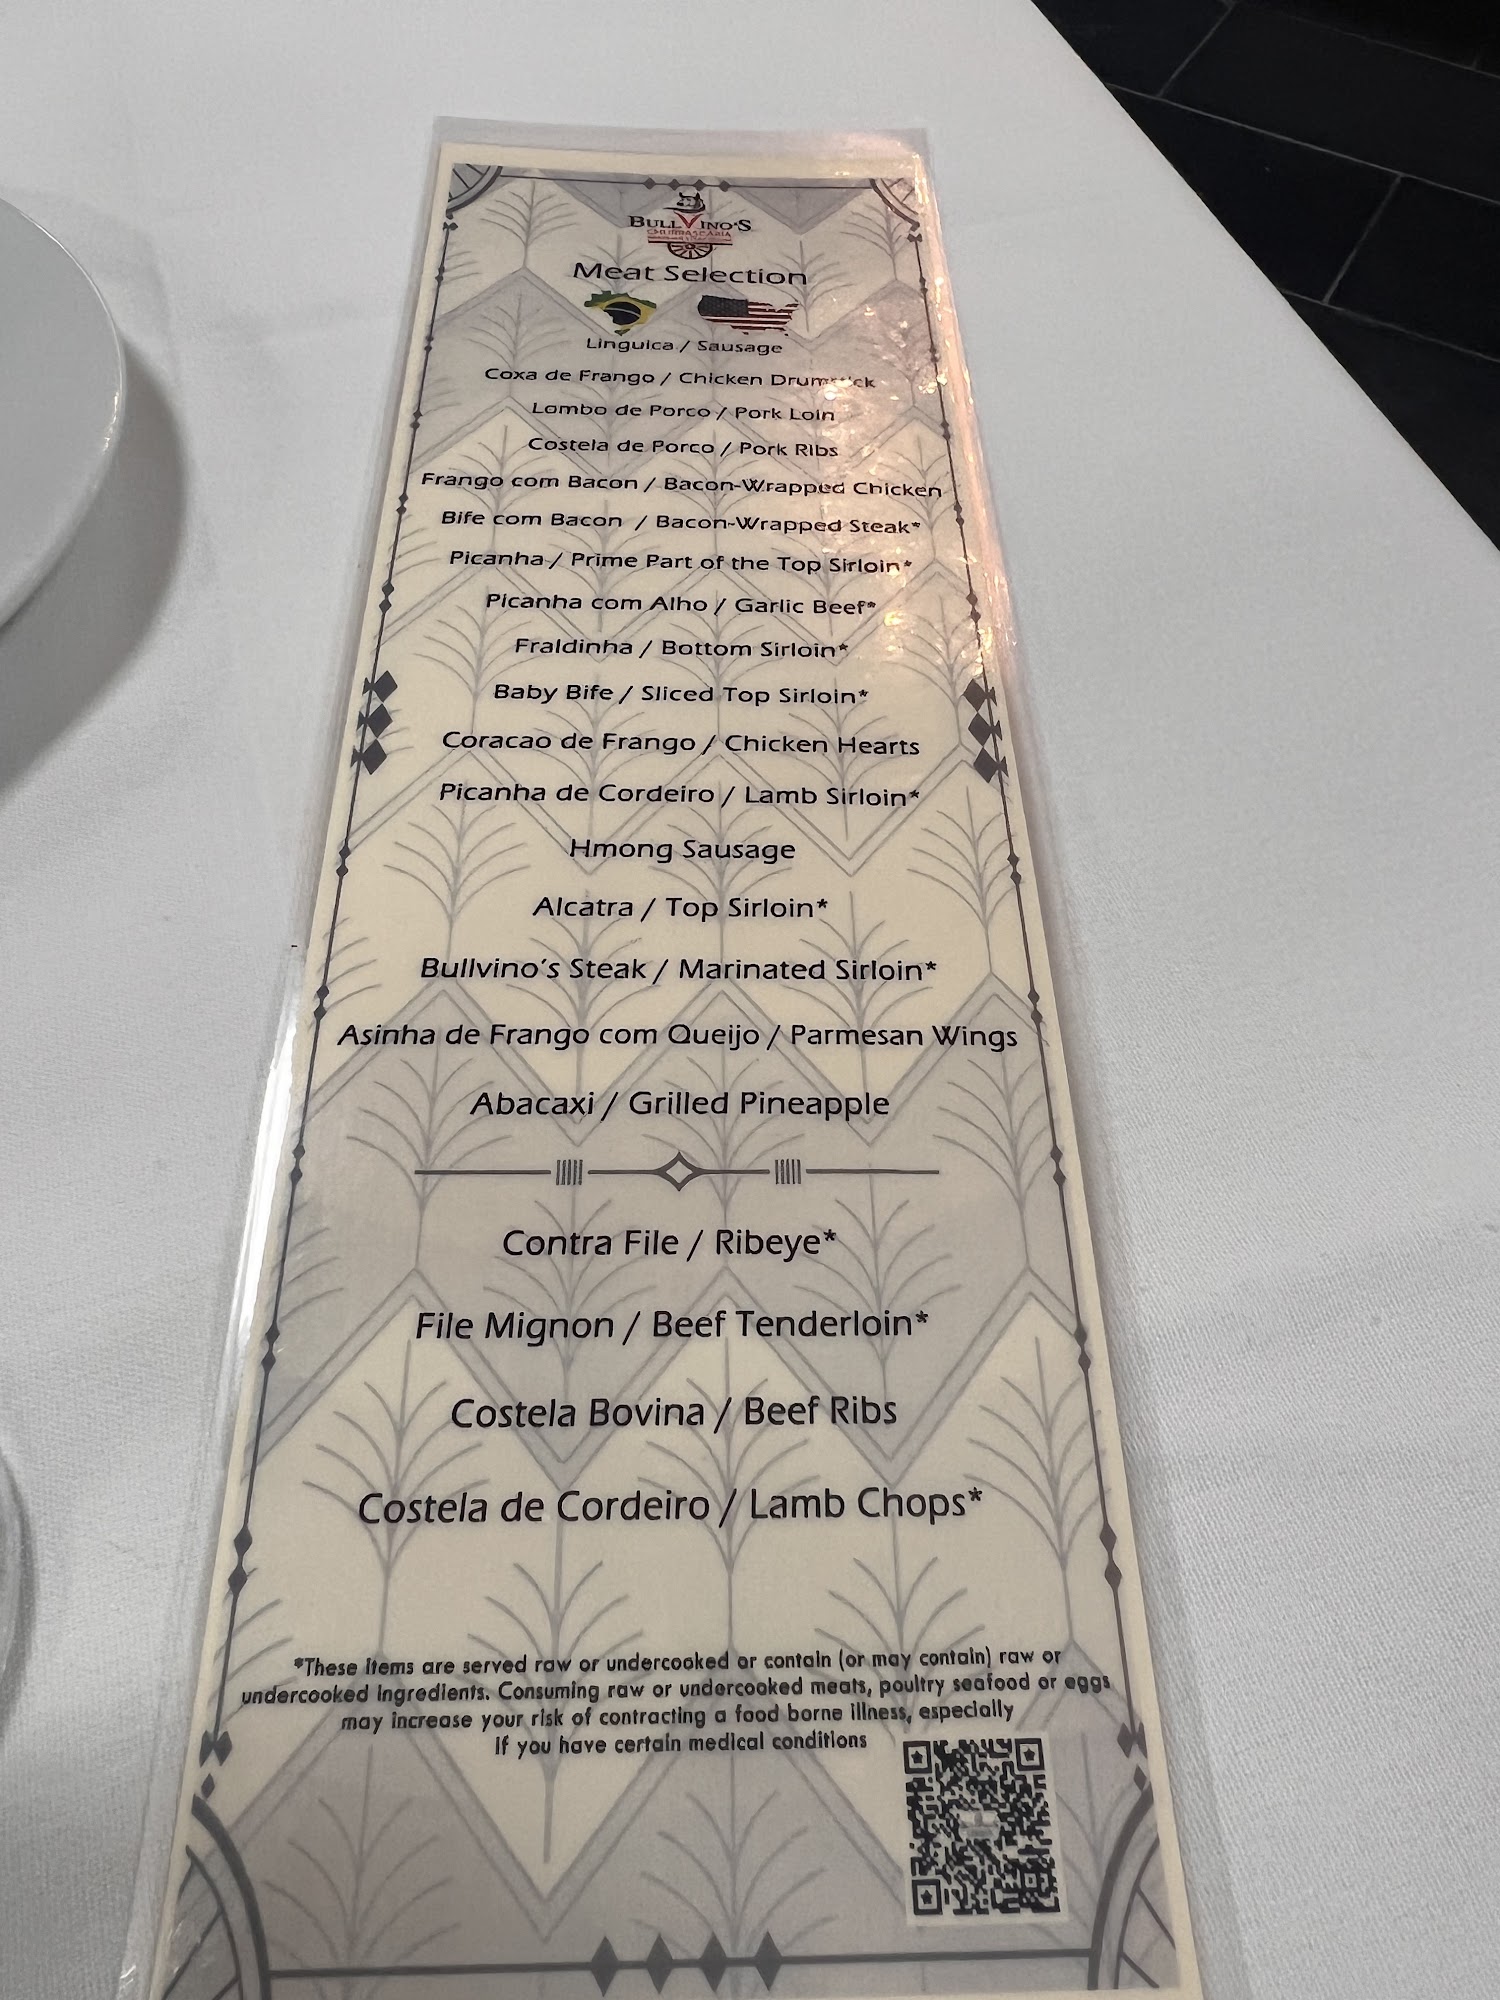 BULLVINO'S
CHURRASCARIA
Meat Selection
Linguica / Sausage
Coxa de Frango / Chicken Drumstick
Lombo de Porco / Pork Loin
Costela de Porco / Pork Ribs
Frango com Bacon / Bacon-Wrapped Chicken
Bife com Bacon / Bacon-Wrapped Steak*
Picanha / Prime Part of the Top Sirloin*
Picanha com Alho / Garlic Beef*
Fraldinha / Bottom Sirloin*
Baby Bife / Sliced Top Sirloin*
Coracao de Frango / Chicken Hearts
Picanha de Cordeiro / Lamb Sirloin*
Hmong Sausage
Alcatra / Top Sirloin*
Bullvino's Steak / Marinated Sirloin*
Asinha de Frango com Queijo / Parmesan Wings
Abacaxi / Grilled Pineapple
Contra File / Ribeye*
File Mignon / Beef Tenderloin*
Costela Bovina / Beef Ribs
Costela de Cordeiro / Lamb Chops*
*These items are served raw or undercooked or contain (or may contain) raw or
undercooked ingredients. Consuming raw or undercooked meats, poultry seafood or eggs
may increase your risk of contracting a food borne illness, especially
if you have certain medical conditions